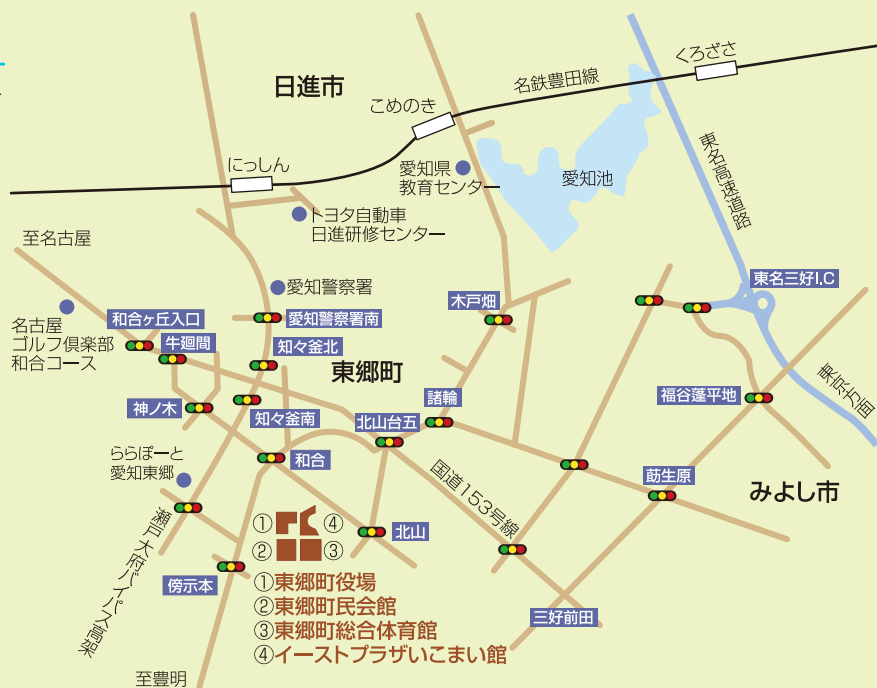 くろざさ
名鉄豊田線
日進市
こめのき
東名高速道路
にっしん
愛知県
教育センター
愛知池
トヨタ自動車
日進研修センター
至名古屋
愛知警察署
東名三好I.C
木戸畑
名古屋
ゴルフ倶楽部
和合コース
和合ヶ丘入口
愛知警察署南
牛廻間
知々釜北
東郷町
東京方面
福谷蓬平地
諸輪
神ノ木
知々釜南
北山台五
ららぽーと
愛知東郷
和合
国道153号線
莇生原
みよし市
瀬戸大府バイパス高架
① ④
② ③
北山
傍示本
①東郷町役場
②東郷町民会館
③東郷町総合体育館
④イーストプラザいこまい館
三好前田
至豊明